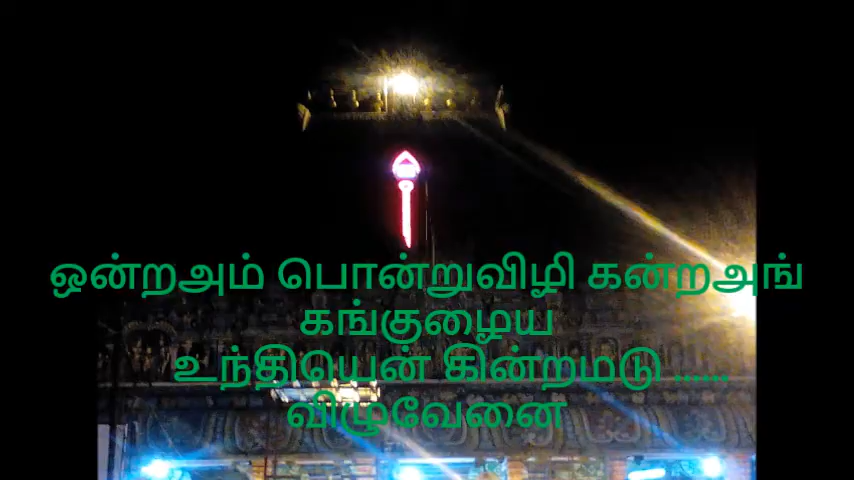 ஒன்றஅம் பொன்றுவிழி கன்றஅங்
கங்குழைய
உந்தியென் கின்றமடு ......
விழுவேனை